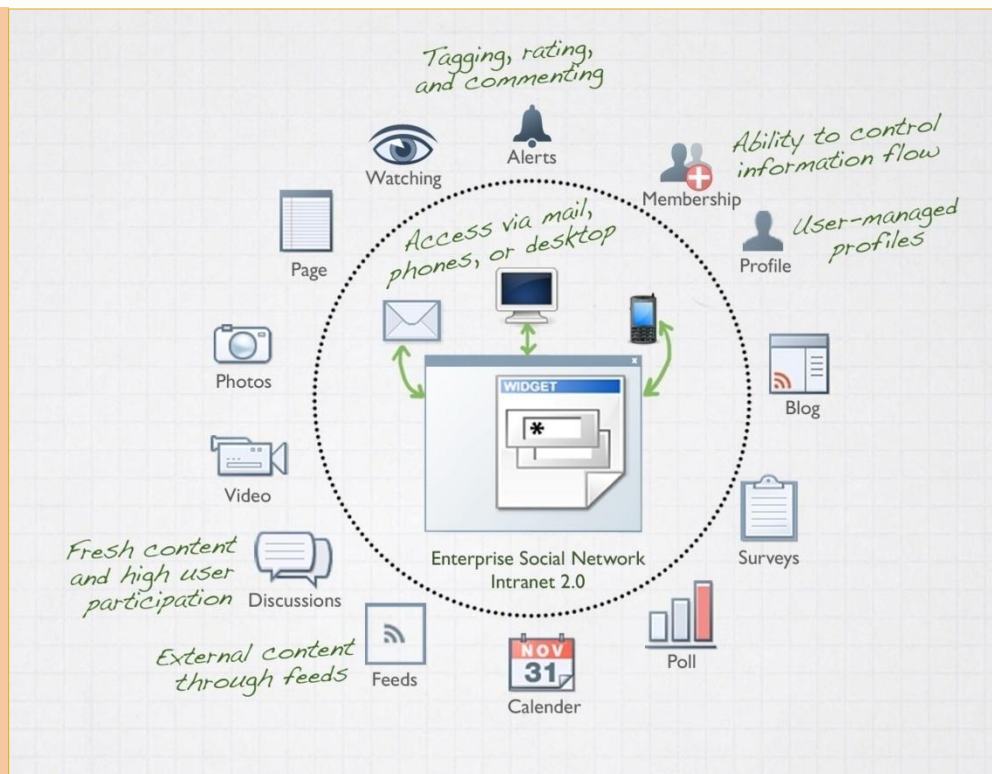 Tagging, rating,
and commenting
Alerts
Watching
Ability to control
information flow
Membership
User-managed
profiles
Profile
Page
Access via mail,
phones, or desktop
Photos
WIDGET
*
x
Blog
Video
Enterprise Social Network
Intranet 2.0
Surveys
Fresh content
and high user
participation
Discussions
External content
through feeds
Feeds
NOV
31
Calender
Poll